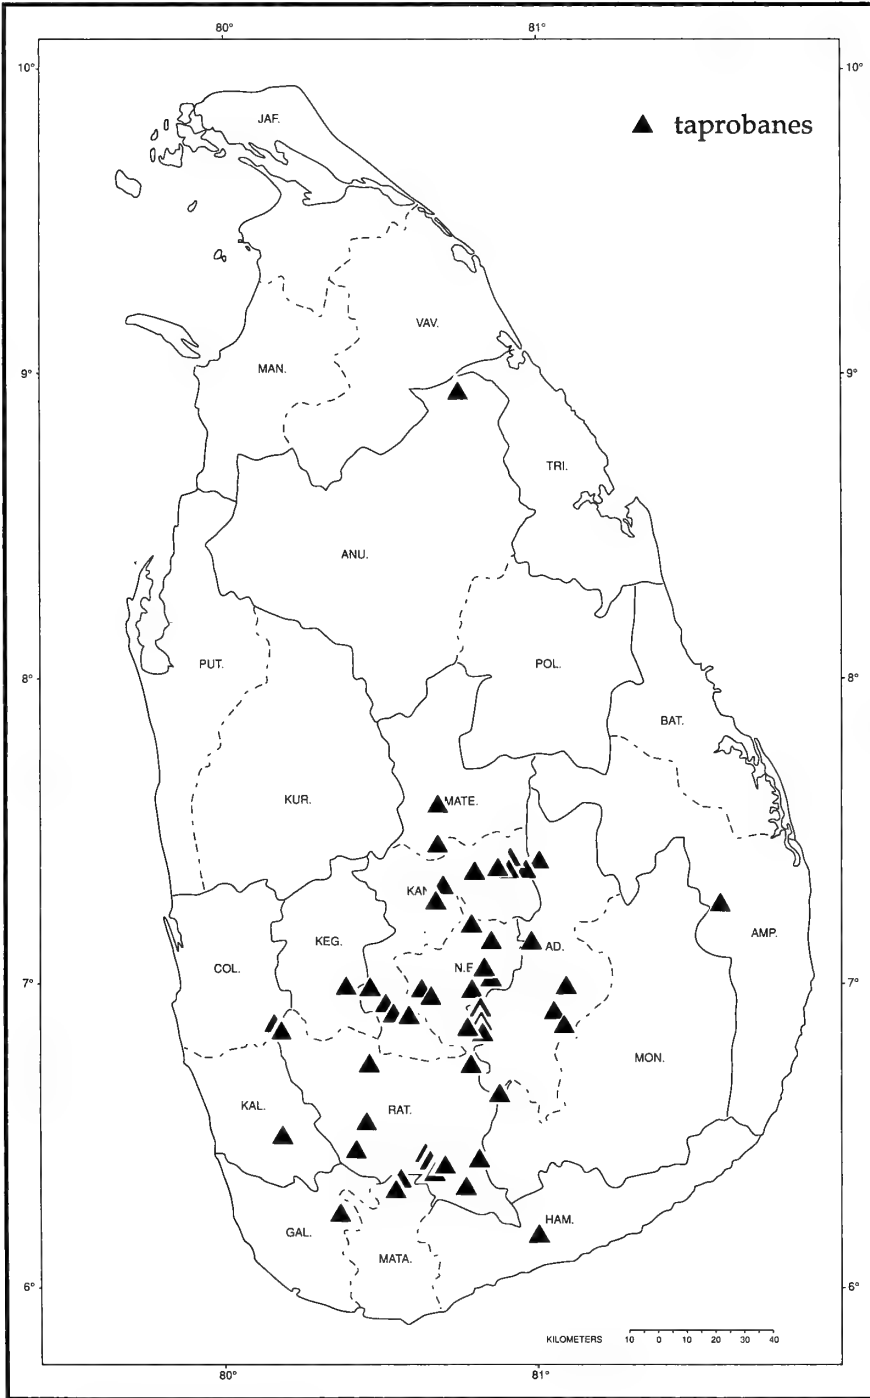 80° 81°
10° 10°
JAF.
▲ taprobanes
VAV.
MAN.
9° 9°
TRI.
ANU.
PUT. POL.
8° 8°
BAT.
KUR. MATE.
KAN
AMP.
KEG. AD.
COL. N.E
7° 7°
MON.
KAL. RAT.
HAM.
GAL.
MATA.
6° 6°
KILOMETERS 10 0 10 20 30 40
80° 81°